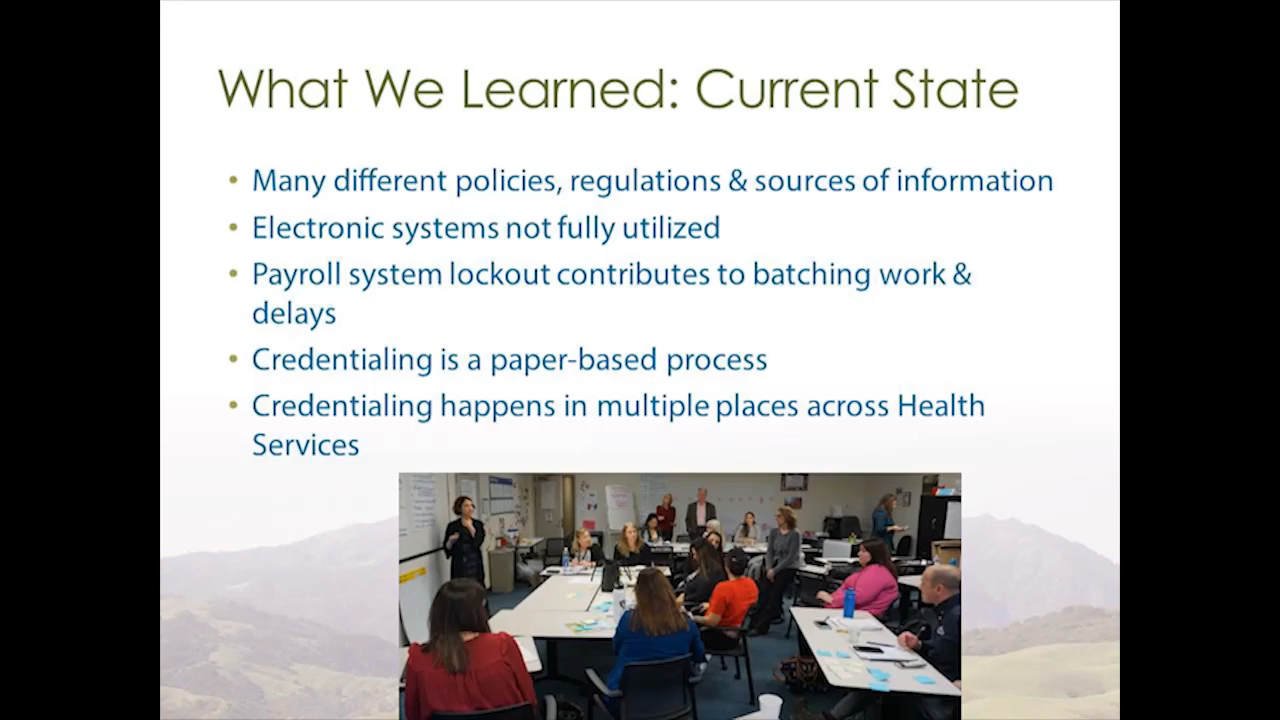 What We Learned: Current State
• Many different policies, regulations & sources of information
• Electronic systems not fully utilized
• Payroll system lockout contributes to batching work &
delays
• Credentialing is a paper-based process
• Credentialing happens in multiple places across Health
Services